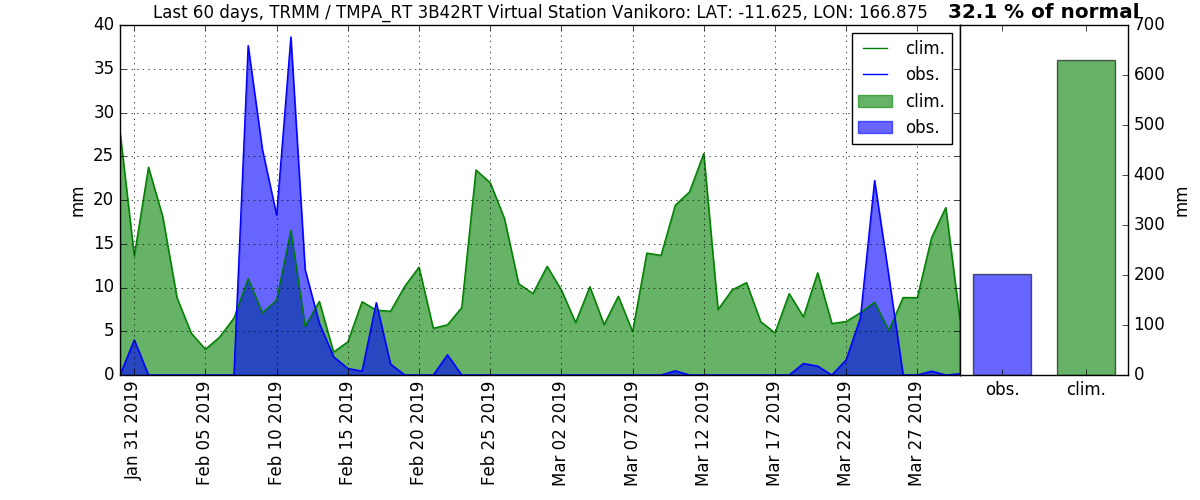 Last 60 days, TRMM / TMPA_RT 3B42RT Virtual Station Vanikoro: LAT: -11.625, LON: 166.875
32.1 % of normal
mm
40
35
30
25
20
15
10
5
0
clim.
obs.
clim.
obs.
Jan 31 2019
Feb 05 2019
Feb 10 2019
Feb 15 2019
Feb 20 2019
Feb 25 2019
Mar 02 2019
Mar 07 2019
Mar 12 2019
Mar 17 2019
Mar 22 2019
Mar 27 2019
700
600
500
400
300
200
100
0
mm
obs.
clim.